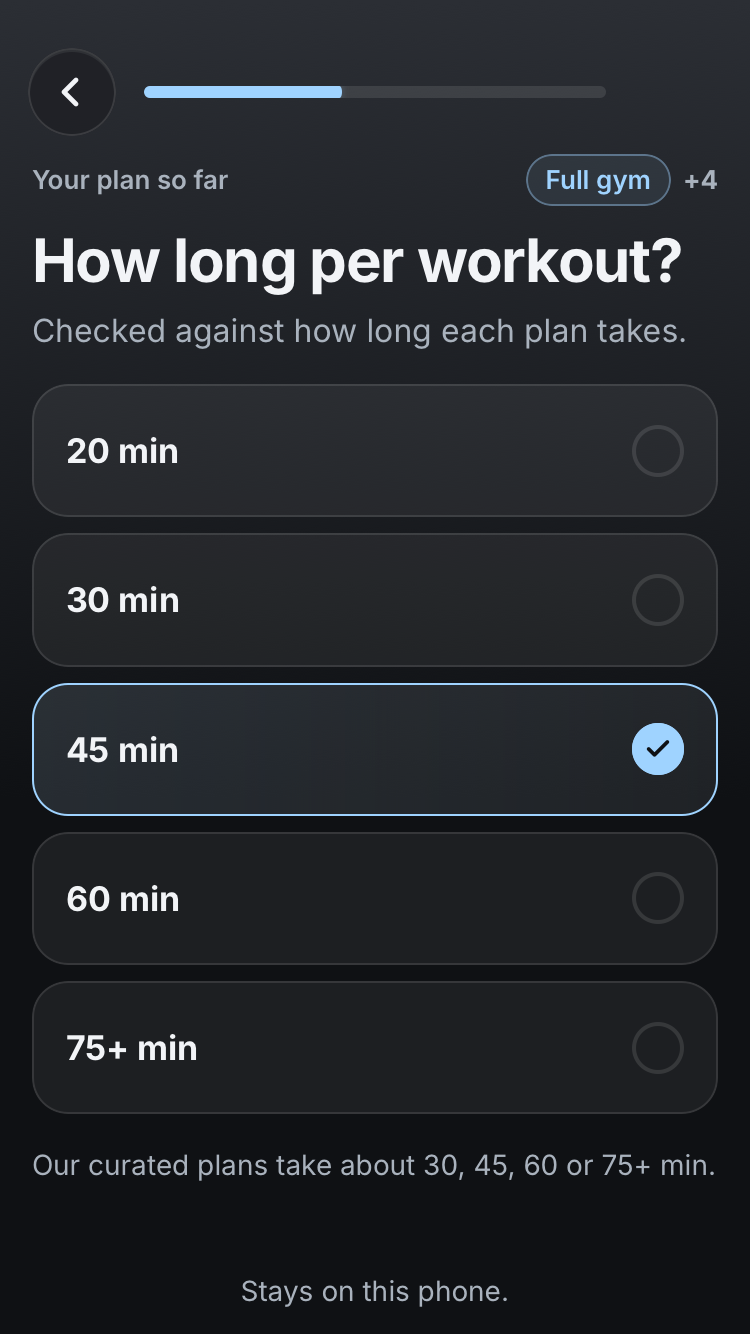 Your plan so far
Full gym
+4
How long per workout?
Checked against how long each plan takes.
20 min
30 min
45 min
60 min
75+ min
Our curated plans take about 30, 45, 60 or 75+ min.
Stays on this phone.